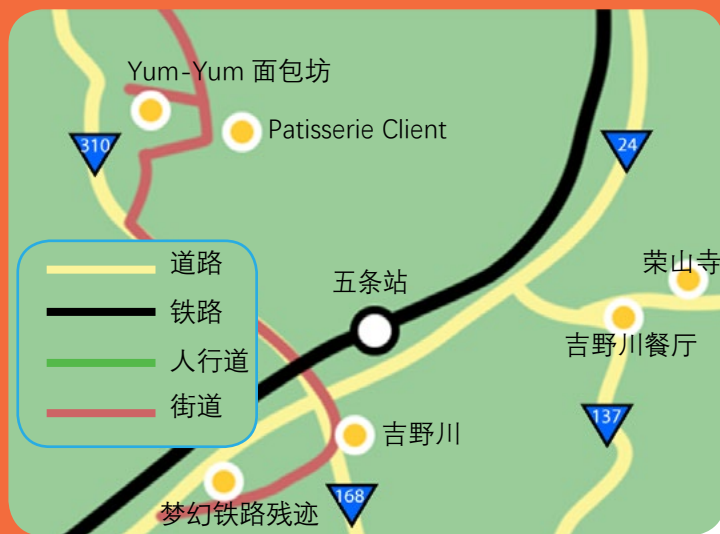 Yum-Yum 面包坊
Patisserie Client
310
24
道路
荣山寺
五条站
铁路
吉野川餐厅
人行道
街道
137
吉野川
168
梦幻铁路残迹